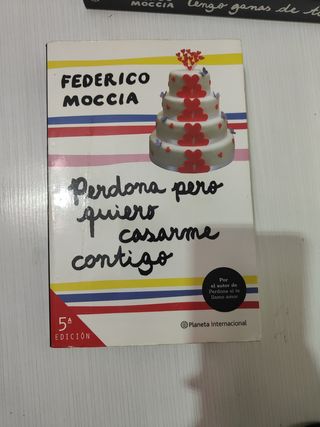 MOCCIA
tengo ganas de
FEDERICO
MOCCIA
Perdona pero
quiero
casarme
contigo
Por
el autor de
Perdona si te
llamo amor
5ª
EDICIÓN
Planeta Internacional